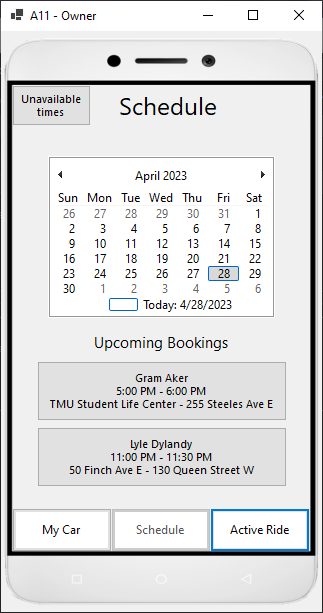 A11 - Owner
Unavailable
times
Schedule
April 2023
Sun Mon Tue Wed Thu Fri Sat
26 27 28 29 30 31 1
2 3 4 5 6 7 8
9 10 11 12 13 14 15
16 17 18 19 20 21 22
23 24 25 26 27 28 29
30 1 2 3 4 5 6
Today: 4/28/2023
Upcoming Bookings
Gram Aker
5:00 PM - 6:00 PM
TMU Student Life Center - 255 Steeles Ave E
Lyle Dylandy
11:00 PM - 11:30 PM
50 Finch Ave E - 130 Queen Street W
My Car
Schedule
Active Ride